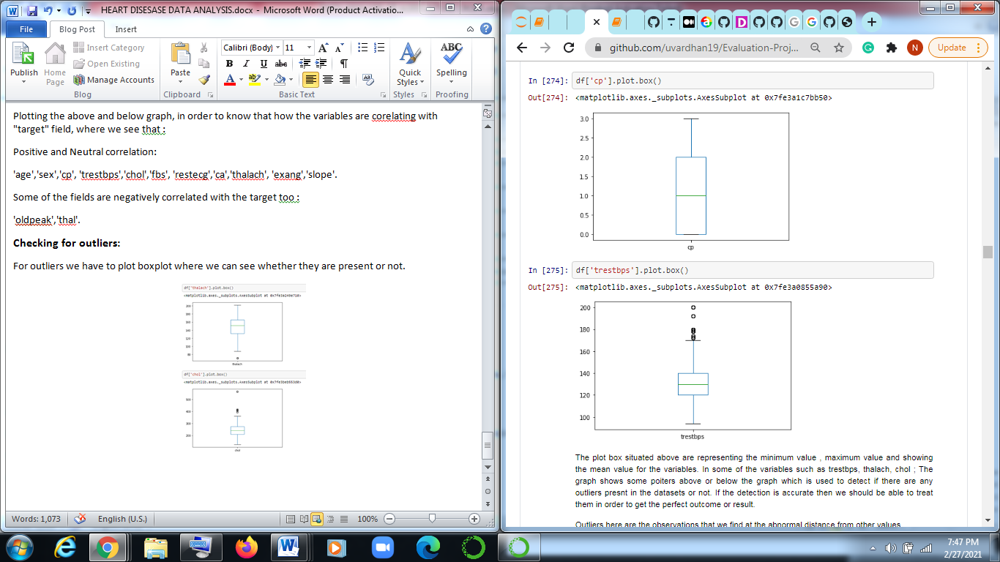 HEART DISESASE DATA ANALYSIS.docx - Microsoft Word (Product Activatio...
File
Blog Post
Insert
Publish
Home
Page
Insert Category
Open Existing
Manage Accounts
Blog
Paste
Clipboard
Calibri (Body)
11
B I U abc
Basic Text
Quick
Styles
Styles
ABC
Spelling
Proofing
Plotting the above and below graph, in order to know that how the variables are corelating with
"target" field, where we see that :
Positive and Neutral correlation:
'age','sex','cp', 'trestbps','chol','fbs', 'restecg','ca','thalach', 'exang','slope'.
Some of the fields are negatively correlated with the target too :
'oldpeak','thal'.
Checking for outliers:
For outliers we have to plot boxplot where we can see whether they are present or not.
df['thalach'].plot.box()
<matplotlib.axes._subplots.AxesSubplot at 0x7fe3a249e710>
200
180
160
140
120
100
80
thalach
df['chol'].plot.box()
chol
500
400
300
200
Words: 1,073
English (U.S.)
100%
github.com/uvardhan19/Evaluation-Proj...
N
Update
In [274]:
df['cp'].plot.box()
Out[274]:
<matplotlib.axes._subplots.AxesSubplot at 0x7fe3a1c7bb50>
3.0
2.5
2.0
1.5
1.0
0.5
0.0
cp
In [275]:
df['trestbps'].plot.box()
Out[275]:
<matplotlib.axes._subplots.AxesSubplot at 0x7fe3a0855a90>
200
180
160
140
120
100
trestbps
The plot box situated above are representing the minimum value , maximum value and showing
the mean value for the variables. In some of the variables such as trestbps, thalach, chol ; The
graph shows some poiters above or below the graph which is used to detect if there are any
outliers presnt in the datasets or not. If the detection is accurate then we should be able to treat
them in order to get the perfect outcome or result.
Outliers here are the observations that we find at the abnormal distance from other values
7:47 PM
2/27/2021